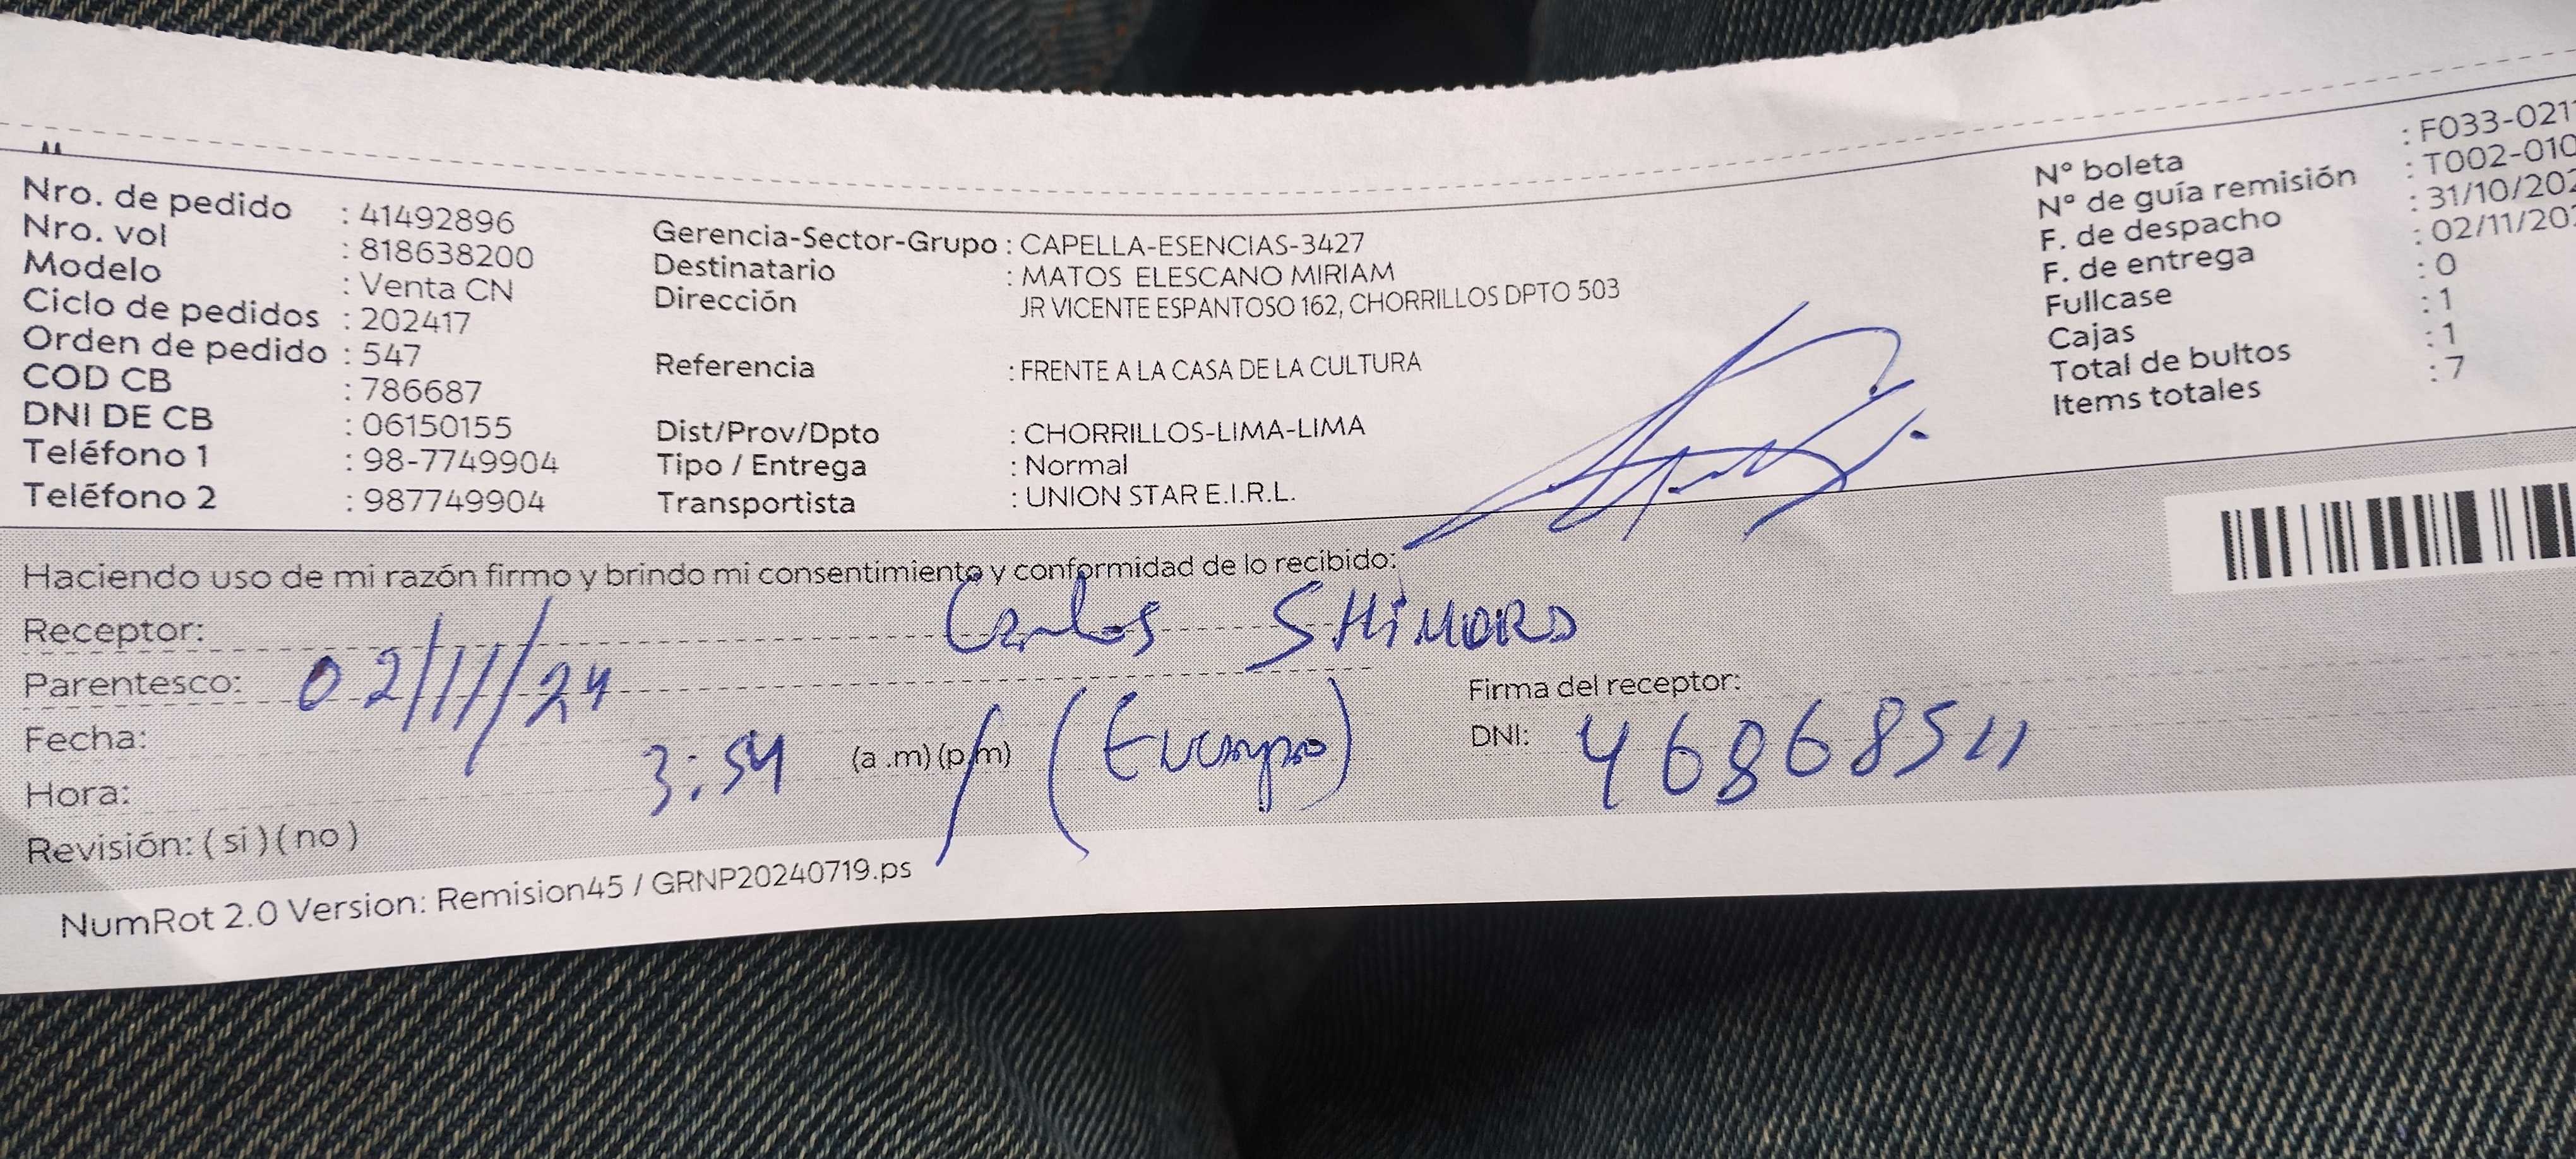 Nro. de pedido : 41492896
Nro. vol : 818638200
Modelo : Venta CN
Ciclo de pedidos : 202417
Orden de pedido : 547
COD CB : 786687
DNI DE CB : 06150155
Teléfono 1 : 98-7749904
Teléfono 2 : 987749904
Gerencia-Sector-Grupo : CAPELLA-ESENCIAS-3427
Destinatario : MATOS ELESCANO MIRIAM
Dirección JR VICENTE ESPANTOSO 162, CHORRILLOS DPTO 503
Referencia : FRENTE A LA CASA DE LA CULTURA
Dist/Prov/Dpto : CHORRILLOS-LIMA-LIMA
Tipo / Entrega : Normal
Transportista : UNION STAR E.I.R.L.
N° boleta : F033-021
N° de guía remisión : T002-010
F. de despacho : 31/10/202
F. de entrega : 02/11/20
Fullcase : 0
Cajas : 1
Total de bultos : 1
Items totales : 7
Haciendo uso de mi razón firmo y brindo mi consentimiento y conformidad de lo recibido:
Receptor: Carlos
Parentesco:
Fecha: 02/11/24
Hora: 3:54 (a .m) (p.m)
Firma del receptor:
DNI: 46868511
Revisión: ( si ) ( no )
NumRot 2.0 Version: Remision45 / GRNP20240719.ps